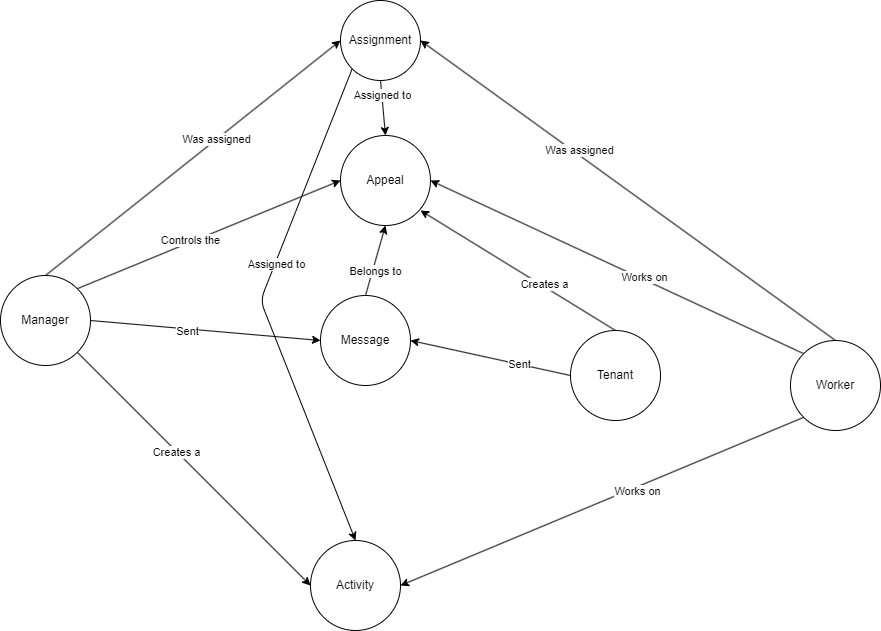 Assignment
Assigned to
Was assigned
Was assigned
Appeal
Controls the
Assigned to
Belongs to
Works on
Creates a
Manager
Sent
Message
Sent
Tenant
Worker
Creates a
Works on
Activity